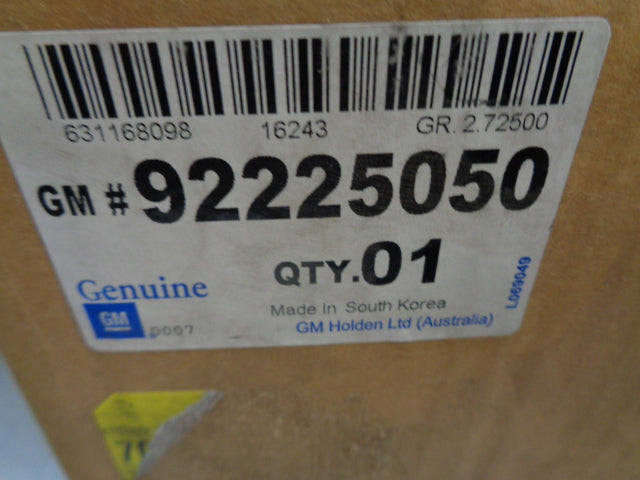 631168098 16243 GR. 2.72500
GM # 92225050
QTY. 01
Genuine
GM
0007
Made In South Korea
GM Holden Ltd (Australia)
L069049